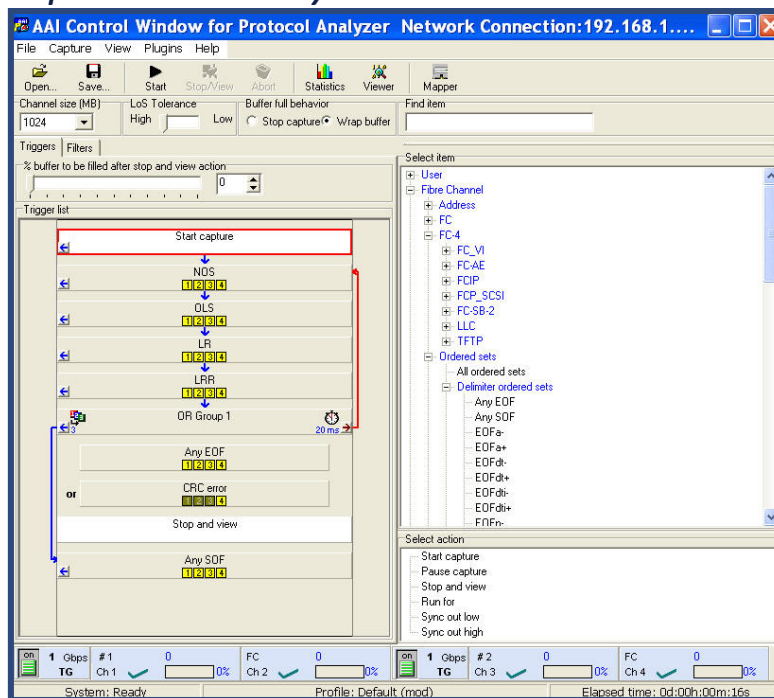 AAI Control Window for Protocol Analyzer Network Connection:192.168.1....
File Capture View Plugins Help
Open... Save... Start Stop/View Abort Statistics Viewer Mapper
Channel size (MB) LoS Tolerance Buffer full behavior Find item
1024 High Low Stop capture Wrap buffer
Triggers Filters
% buffer to be filled after stop and view action
0
Trigger list
Start capture
NOS
1 2 3 4
OLS
1 2 3 4
LR
1 2 3 4
LRR
1 2 3 4
OR Group 1
3 20 ms
Any EOF
1 2 3 4
or
CRC error
1 2 3 4
Stop and view
Any SOF
1 2 3 4
Select item
User
Fibre Channel
Address
FC
FC-4
FC_VI
FC-AE
FCIP
FCP_SCSI
FC-SB-2
LLC
TFTP
Ordered sets
All ordered sets
Delimiter ordered sets
Any EOF
Any SOF
EOFa-
EOFa+
EOFdt-
EOFdt+
EOFdti-
EOFdti+
EOFn-
Select action
Start capture
Pause capture
Stop and view
Run for
Sync out low
Sync out high
on 1 Gbps #1 0 FC 0 on 1 Gbps #2 0 FC 0
TG Ch 1 0% Ch 2 0% TG Ch 3 0% Ch 4 0%
System: Ready Profile: Default (mod) Elapsed time: 0d:00h:00m:16s